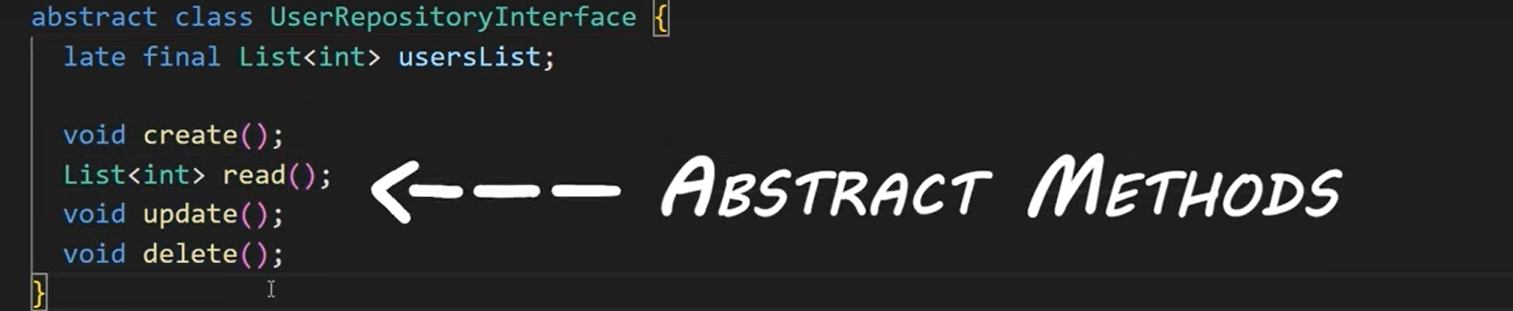 abstract class UserRepositoryInterface {
late final List<int> usersList;
void create();
List<int> read();
void update();
void delete();
}
ABSTRACT METHODS